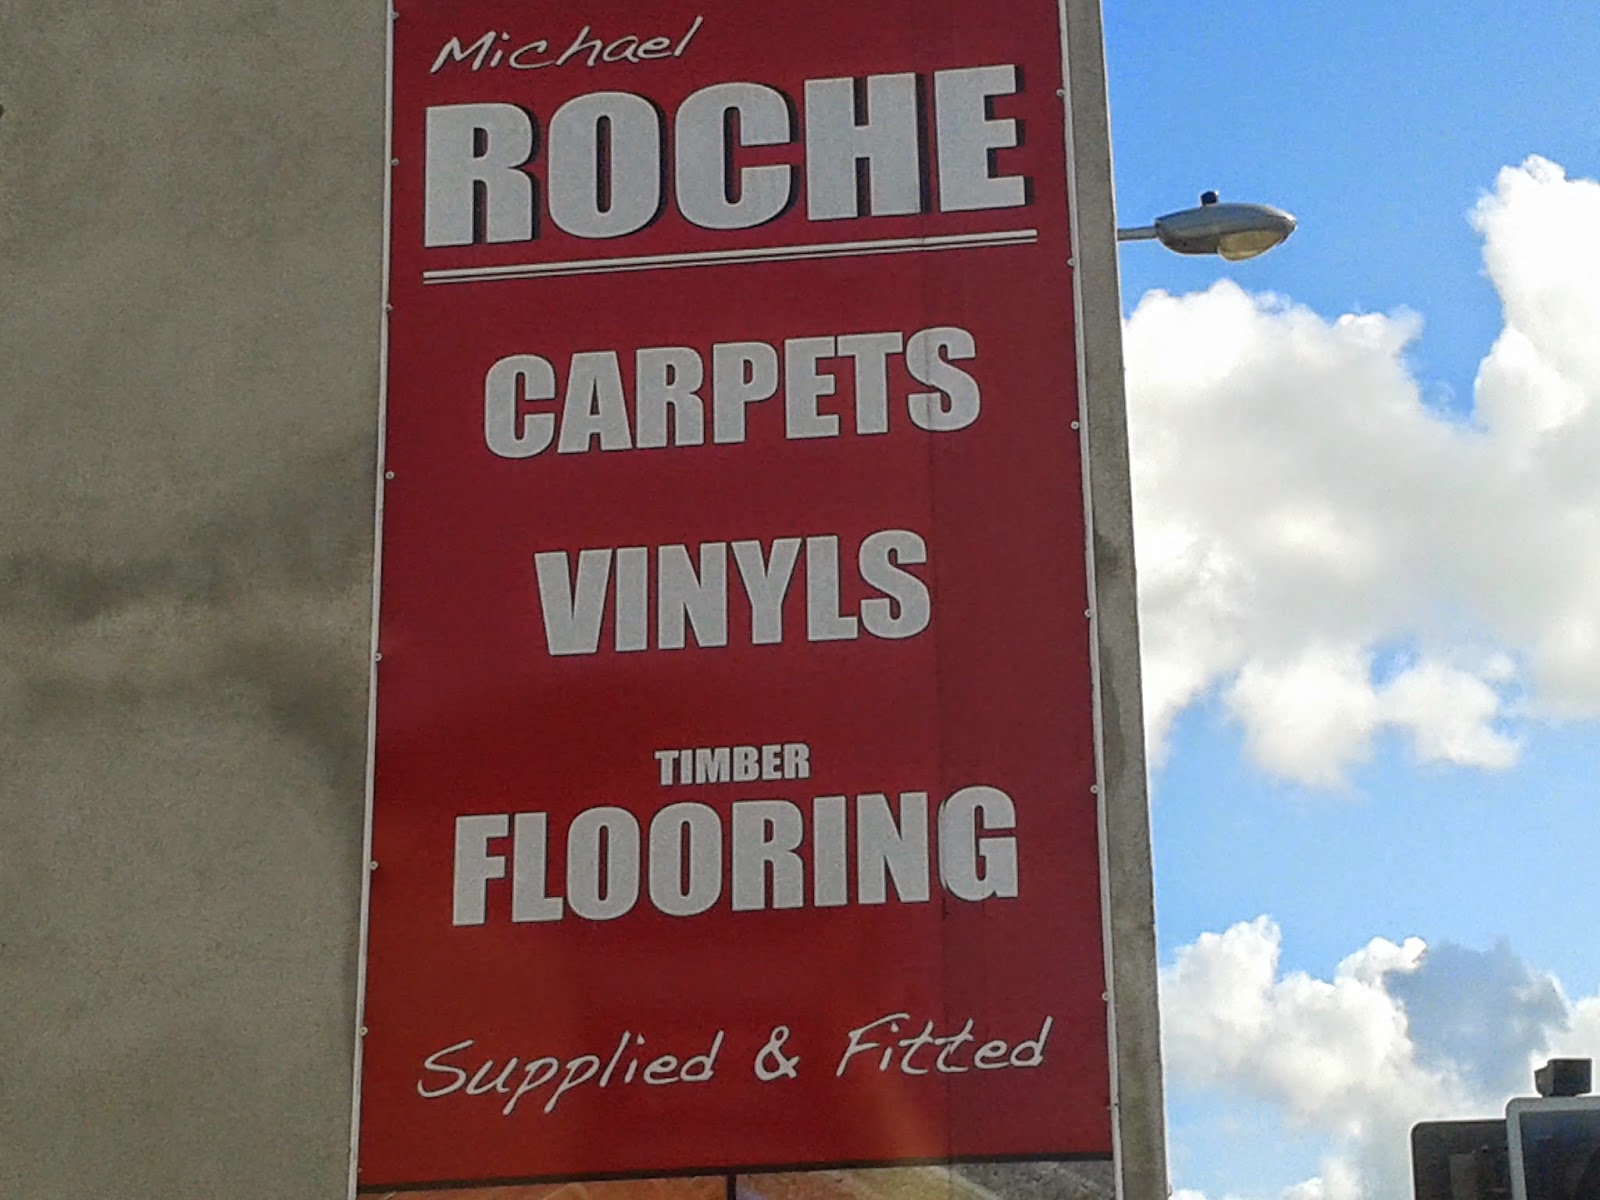 Michael
ROCHE
CARPETS
VINYLS
TIMBER
FLOORING
Supplied & Fitted